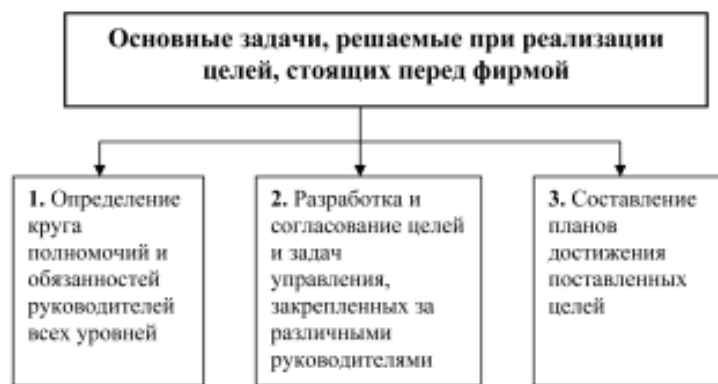 Основные задачи, решаемые при реализации
целей, стоящих перед фирмой
1. Определение
круга
полномочий и
обязанностей
руководителей
всех уровней
2. Разработка и
согласование целей
и задач
управления,
закрепленных за
различными
руководителями
3. Составление
планов
достижения
поставленных
целей